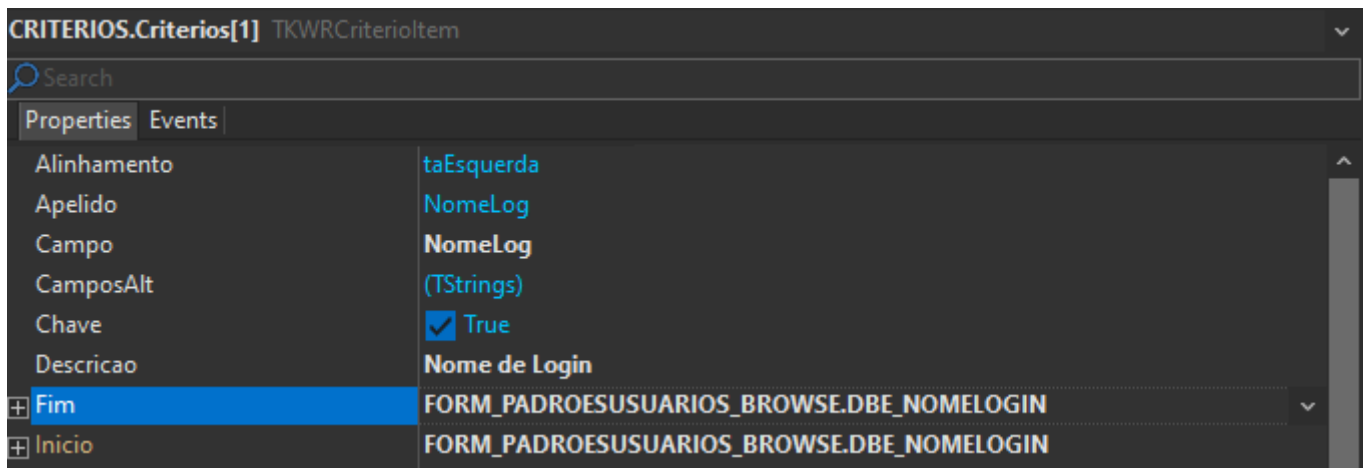 CRITERIOS.Criterios[1] TKWRCriterioItem
Search
Properties Events
Alinhamento taEsquerda
Apelido NomeLog
Campo NomeLog
CamposAlt (TStrings)
Chave True
Descricao Nome de Login
Fim FORM_PADROESUSUARIOS_BROWSE.DBE_NOMELOGIN
Inicio FORM_PADROESUSUARIOS_BROWSE.DBE_NOMELOGIN